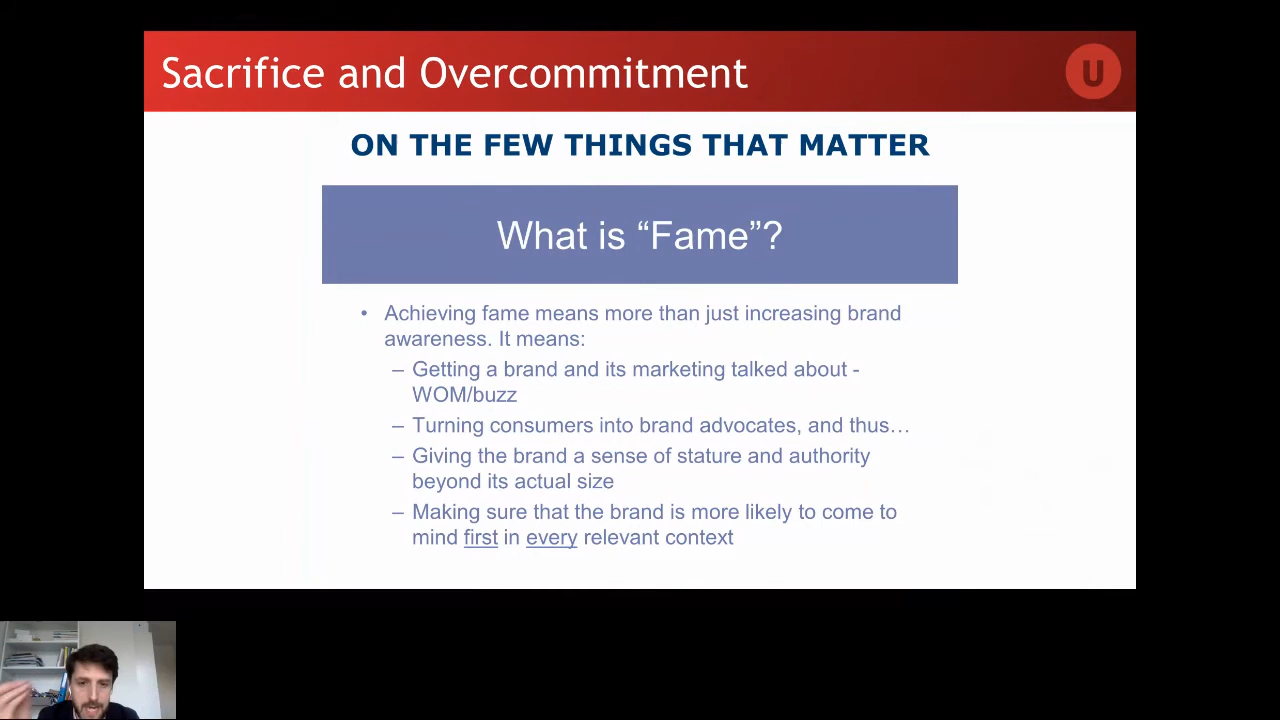 Sacrifice and Overcommitment
U
ON THE FEW THINGS THAT MATTER
What is “Fame”?
• Achieving fame means more than just increasing brand
awareness. It means:
– Getting a brand and its marketing talked about -
WOM/buzz
– Turning consumers into brand advocates, and thus…
– Giving the brand a sense of stature and authority
beyond its actual size
– Making sure that the brand is more likely to come to
mind first in every relevant context